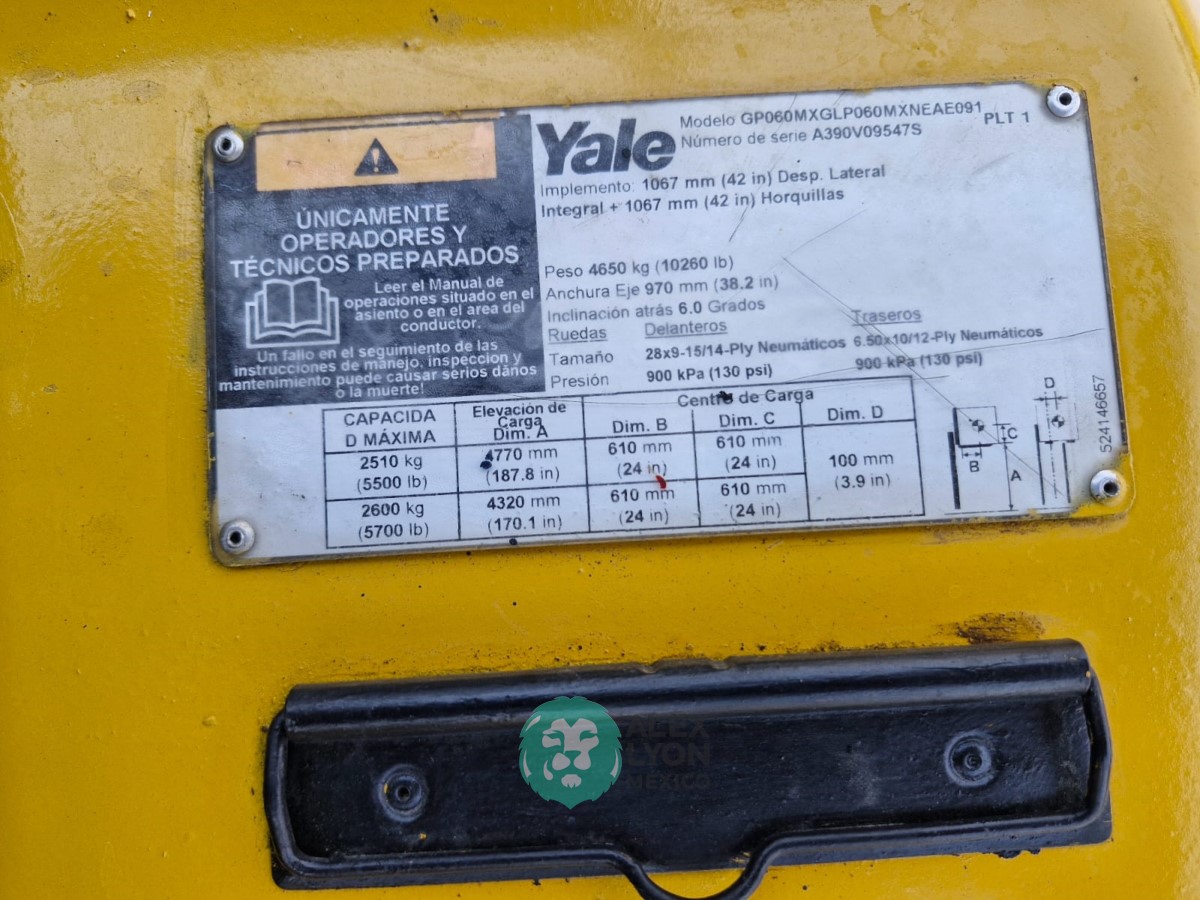 Yale
Modelo GP060MXGLP060MXNEAE091
PLT 1
Número de serie A390V09547S
Implemento: 1067 mm (42 in) Desp. Lateral
Integral + 1067 mm (42 in) Horquillas
ÚNICAMENTE
OPERADORES Y
TÉCNICOS PREPARADOS
Leer el Manual de
operaciones situado en el
asiento o en el area del
conductor.
Un fallo en el seguimiento de las
instrucciones de manejo, inspeccion y
mantenimiento puede causar serios daños
o la muerte!
Peso 4650 kg (10260 lb)
Anchura Eje 970 mm (38.2 in)
Inclinación atrás 6.0 Grados
Ruedas Delanteros Traseros
Tamaño 28x9-15/14-Ply Neumáticos 6.50x10/12-Ply Neumáticos
Presión 900 kPa (130 psi) 900 kPa (130 psi)
CAPACIDA
D MÁXIMA
Elevación de
Carga
Dim. A
Centro de Carga
Dim. B Dim. C Dim. D
2510 kg 4770 mm 610 mm 610 mm
(5500 lb) (187.8 in) (24 in) (24 in)
100 mm
(3.9 in)
2600 kg 4320 mm 610 mm 610 mm
(5700 lb) (170.1 in) (24 in) (24 in)
D
C
B
A
524146657
ALEX
LYON
MEXICO